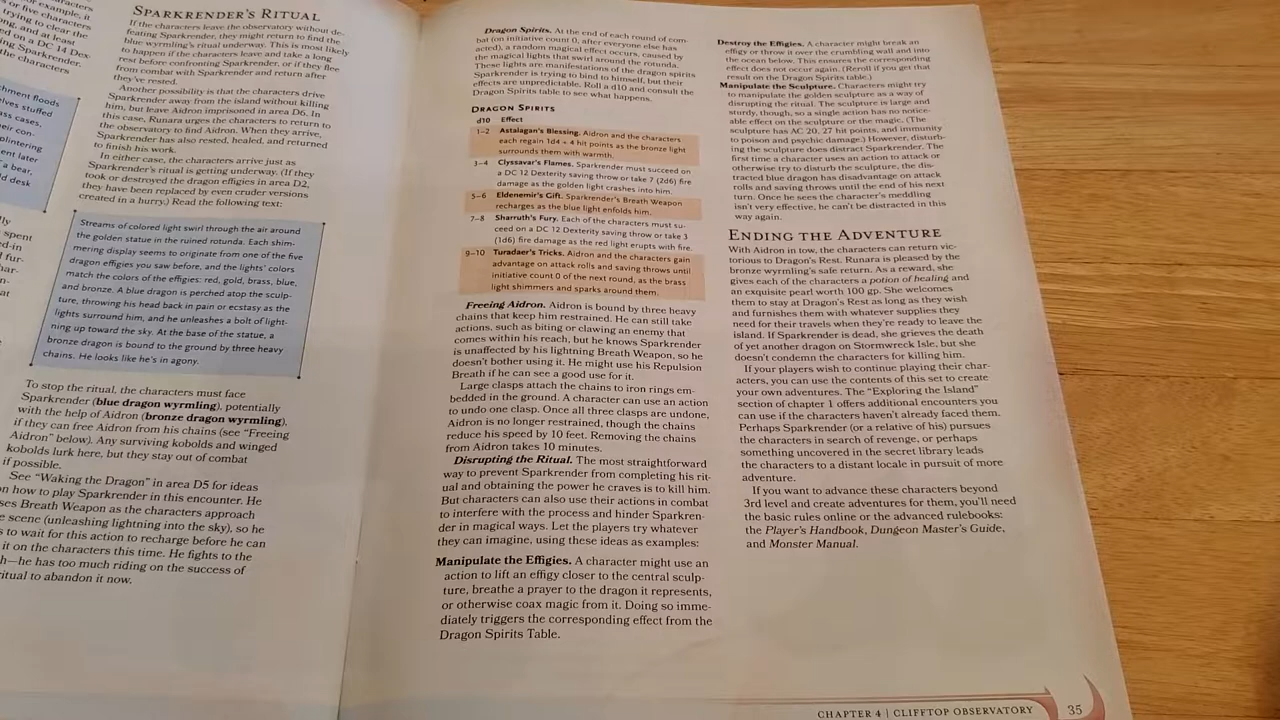 characters
or example, it
or five characters
trying to clear the
ng, and at least
ed on a DC 14 Dex-
ing Sparkrender.
the characters
chment floods
elves stuffed
ass cases,
heir con-
plintering
ent later
a bear,
ld desk
lly
spent
ed-in
fur-
har-
n-
at
SPARKRENDER'S RITUAL
If the characters leave the observatory without de-
feating Sparkrender, they might return to find the
blue wyrmling's ritual underway. This is most likely
to happen if the characters leave and take a long
rest before confronting Sparkrender, or if they flee
from combat with Sparkrender and return after
they've rested.
Another possibility is that the characters drive
Sparkrender away from the island without killing
him, but leave Aidron imprisoned in area D6. In
this case, Runara urges the characters to return to
the observatory to find Aidron. When they arrive,
Sparkrender has also rested, healed, and returned
to finish his work.
In either case, the characters arrive just as
Sparkrender's ritual is getting underway. (If they
took or destroyed the dragon effigies in area D2,
they have been replaced by even cruder versions
created in a hurry.) Read the following text:
Streams of colored light swirl through the air around
the golden statue in the ruined rotunda. Each shim-
mering display seems to originate from one of the five
dragon effigies you saw before, and the lights' colors
match the colors of the effigies: red, gold, brass, blue,
and bronze. A blue dragon is perched atop the sculp-
ture, throwing his head back in pain or ecstasy as the
lights surround him, and he unleashes a bolt of light-
ning up toward the sky. At the base of the statue, a
bronze dragon is bound to the ground by three heavy
chains. He looks like he's in agony.
To stop the ritual, the characters must face
Sparkrender (blue dragon wyrmling), potentially
with the help of Aidron (bronze dragon wyrmling),
if they can free Aidron from his chains (see "Freeing
Aidron" below). Any surviving kobolds and winged
kobolds lurk here, but they stay out of combat
if possible.
See "Waking the Dragon" in area D5 for ideas
on how to play Sparkrender in this encounter. He
ses Breath Weapon as the characters approach
e scene (unleashing lightning into the sky), so he
s to wait for this action to recharge before he can
it on the characters this time. He fights to the
h—he has too much riding on the success of
ritual to abandon it now.
Dragon Spirits. At the end of each round of com-
bat (on initiative count 0, after everyone else has
acted), a random magical effect occurs, caused by
the magical lights that swirl around the rotunda.
These lights are manifestations of the dragon spirits
Sparkrender is trying to bind to himself, but their
effects are unpredictable. Roll a d10 and consult the
Dragon Spirits table to see what happens.
DRAGON SPIRITS
d10 Effect
1–2 Astalagan's Blessing. Aidron and the characters
each regain 1d4 + 4 hit points as the bronze light
surrounds them with warmth.
3–4 Clyssavar's Flames. Sparkrender must succeed on
a DC 12 Dexterity saving throw or take 7 (2d6) fire
damage as the golden light crashes into him.
5–6 Eldenemir's Gift. Sparkrender's Breath Weapon
recharges as the blue light enfolds him.
7–8 Sharruth's Fury. Each of the characters must suc-
ceed on a DC 12 Dexterity saving throw or take 3
(1d6) fire damage as the red light erupts with fire.
9–10 Turadaer's Tricks. Aidron and the characters gain
advantage on attack rolls and saving throws until
initiative count 0 of the next round, as the brass
light shimmers and sparks around them.
Freeing Aidron. Aidron is bound by three heavy
chains that keep him restrained. He can still take
actions, such as biting or clawing an enemy that
comes within his reach, but he knows Sparkrender
is unaffected by his lightning Breath Weapon, so he
doesn't bother using it. He might use his Repulsion
Breath if he can see a good use for it.
Large clasps attach the chains to iron rings em-
bedded in the ground. A character can use an action
to undo one clasp. Once all three clasps are undone,
Aidron is no longer restrained, though the chains
reduce his speed by 10 feet. Removing the chains
from Aidron takes 10 minutes.
Disrupting the Ritual. The most straightforward
way to prevent Sparkrender from completing his rit-
ual and obtaining the power he craves is to kill him.
But characters can also use their actions in combat
to interfere with the process and hinder Sparkren-
der in magical ways. Let the players try whatever
they can imagine, using these ideas as examples:
Manipulate the Effigies. A character might use an
action to lift an effigy closer to the central sculp-
ture, breathe a prayer to the dragon it represents,
or otherwise coax magic from it. Doing so imme-
diately triggers the corresponding effect from the
Dragon Spirits Table.
Destroy the Effigies. A character might break an
effigy or throw it over the crumbling wall and into
the ocean below. This ensures the corresponding
effect does not occur again. (Reroll if you get that
result on the Dragon Spirits table.)
Manipulate the Sculpture. Characters might try
to manipulate the golden sculpture as a way of
disrupting the ritual. The sculpture is large and
sturdy, though, so a single action has no notice-
able effect on the sculpture or the magic. (The
sculpture has AC 20, 27 hit points, and immunity
to poison and psychic damage.) However, disturb-
ing the sculpture does distract Sparkrender. The
first time a character uses an action to attack or
otherwise try to disturb the sculpture, the dis-
tracted blue dragon has disadvantage on attack
rolls and saving throws until the end of his next
turn. Once he sees the character's meddling
isn't very effective, he can't be distracted in this
way again.
ENDING THE ADVENTURE
With Aidron in tow, the characters can return vic-
torious to Dragon's Rest. Runara is pleased by the
bronze wyrmling's safe return. As a reward, she
gives each of the characters a potion of healing and
an exquisite pearl worth 100 gp. She welcomes
them to stay at Dragon's Rest as long as they wish
and furnishes them with whatever supplies they
need for their travels when they're ready to leave the
island. If Sparkrender is dead, she grieves the death
of yet another dragon on Stormwreck Isle, but she
doesn't condemn the characters for killing him.
If your players wish to continue playing their char-
acters, you can use the contents of this set to create
your own adventures. The "Exploring the Island"
section of chapter 1 offers additional encounters you
can use if the characters haven't already faced them.
Perhaps Sparkrender (or a relative of his) pursues
the characters in search of revenge, or perhaps
something uncovered in the secret library leads
the characters to a distant locale in pursuit of more
adventure.
If you want to advance these characters beyond
3rd level and create adventures for them, you'll need
the basic rules online or the advanced rulebooks:
the Player's Handbook, Dungeon Master's Guide,
and Monster Manual.
CHAPTER 4 | CLIFFTOP OBSERVATORY 35